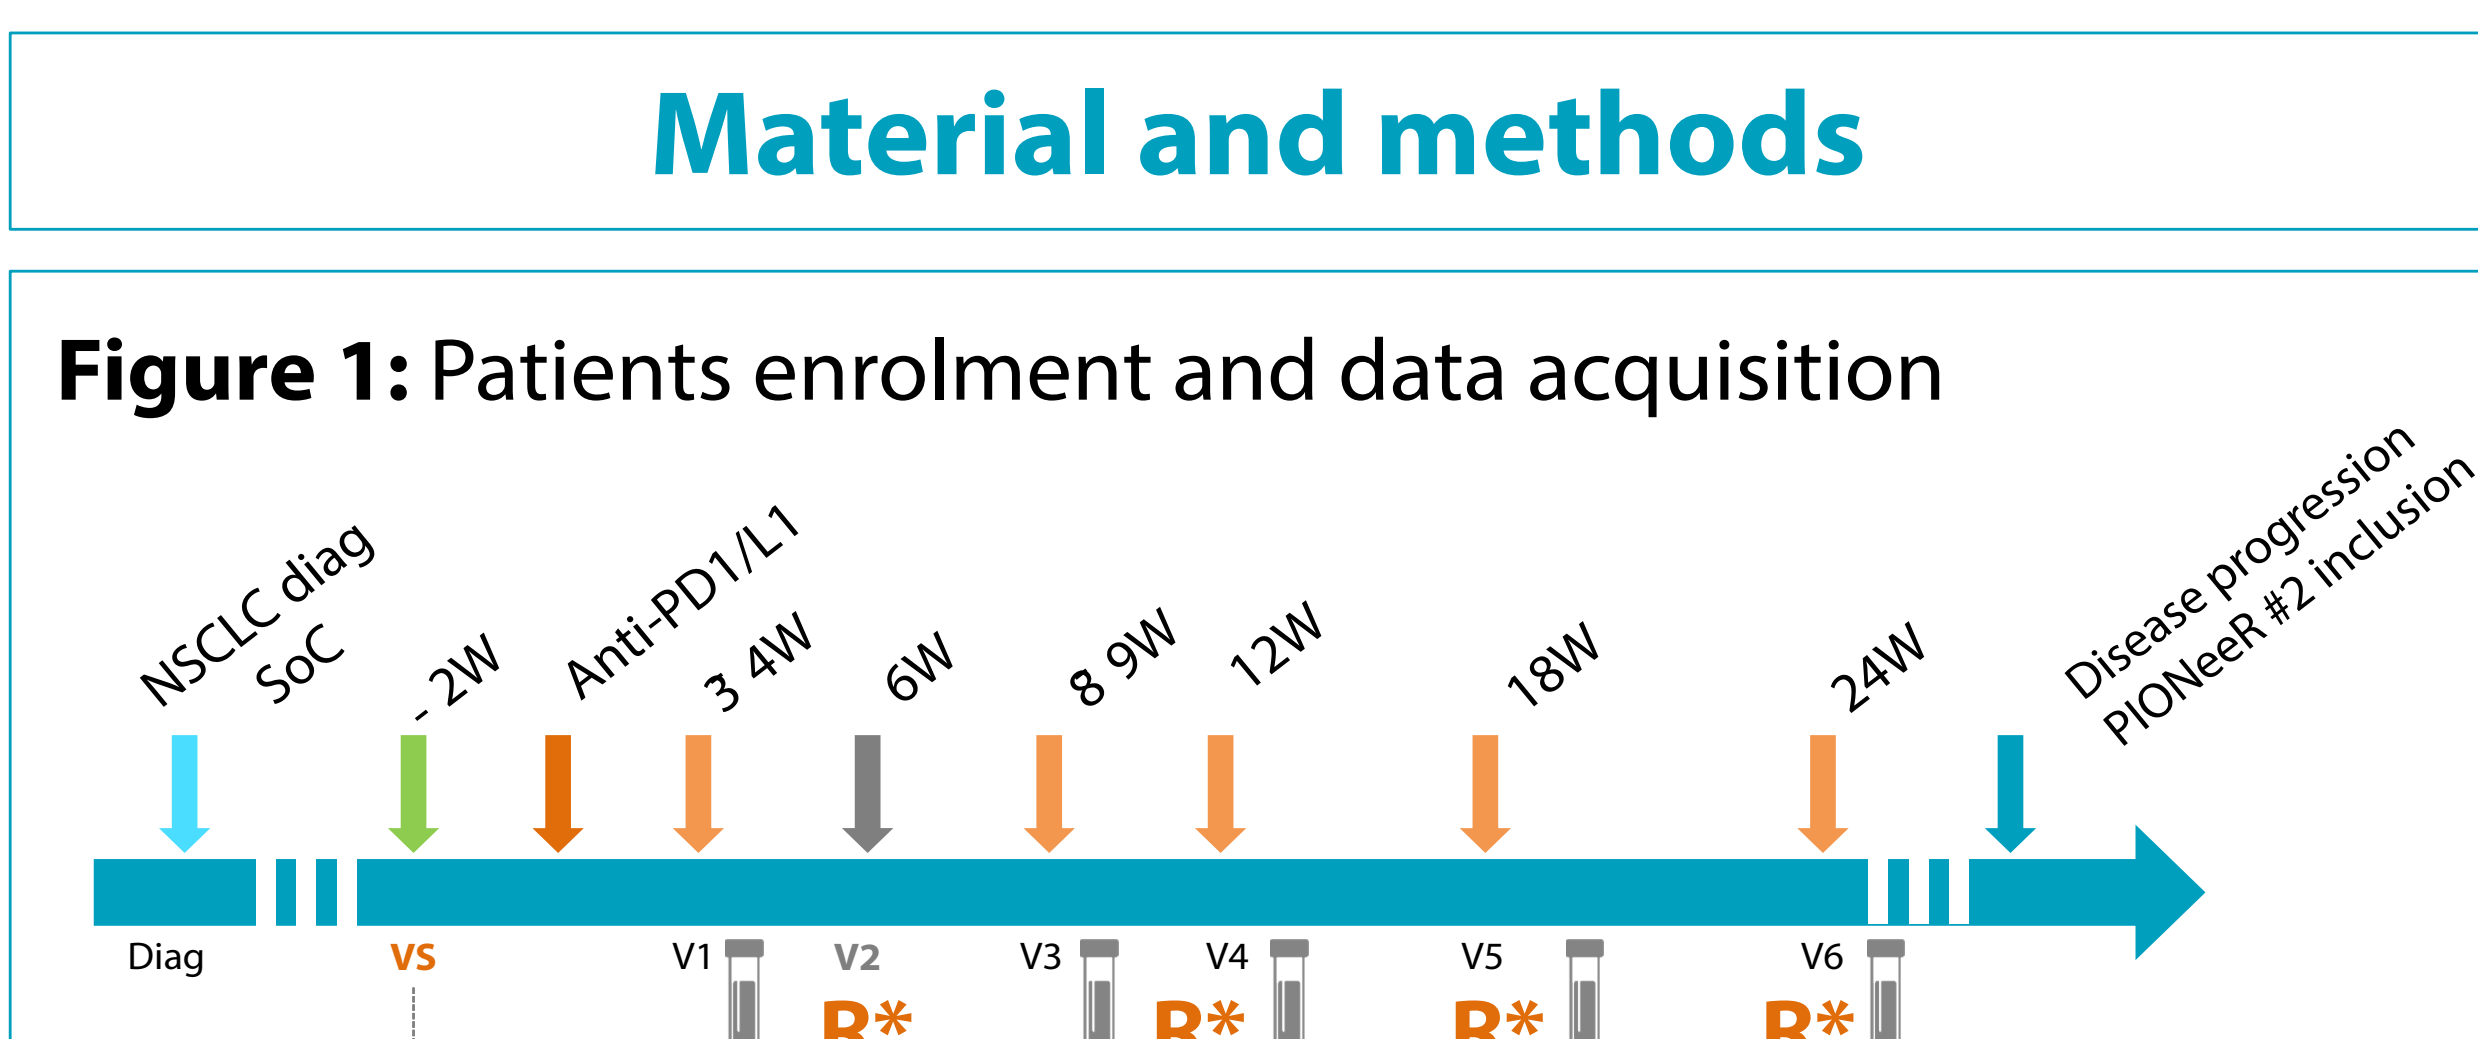 Material and methods
Figure 1: Patients enrolment and data acquisition
NSCLC diag
SoC
- 2W
Anti-PD1/L1
3 4W
6W
8 9W
12W
18W
24W
Disease progression
PIONeeR #2 inclusion
Diag
VS
V1
V2
V3
V4
V5
V6